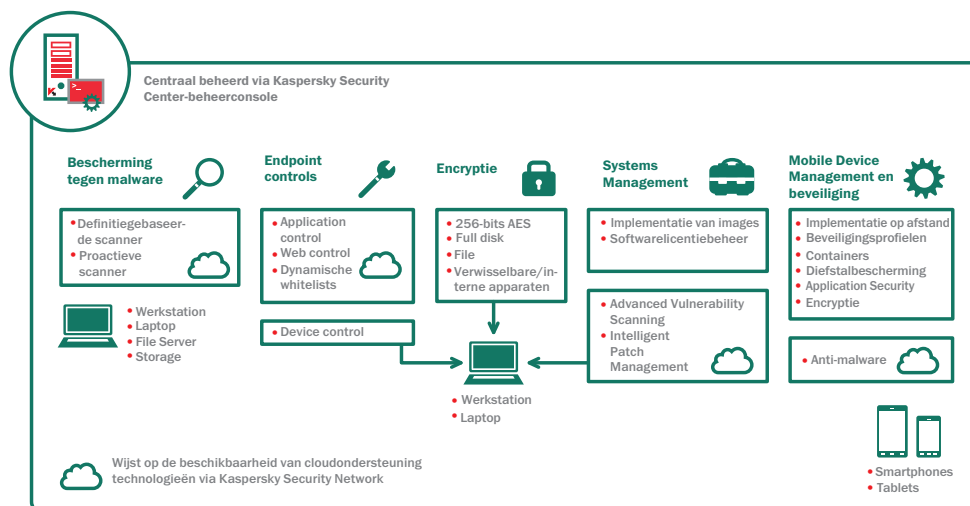 Centraal beheerd via Kaspersky Security
Center-beheerconsole
Bescherming
tegen malware
• Definitiegebaseer-
de scanner
• Proactieve
scanner
• Workstation
• Laptop
• File Server
• Storage
Endpoint
controls
• Application
control
• Web control
• Dynamische
whitelists
• Device control
Encryptie
• 256-bits AES
• Full disk
• File
• Verwisselbare/in-
terne apparaten
• Werkstation
• Laptop
Systems
Management
• Implementatie van images
• Softwarelicentiebeheer
• Advanced Vulnerability
Scanning
• Intelligent
Patch
Management
Mobile Device
Management en
beveiliging
• Implementatie op afstand
• Beveiligingsprofielen
• Containers
• Diefstalbescherming
• Application Security
• Encryptie
• Anti-malware
• Smartphones
• Tablets
Wijst op de beschikbaarheid van cloudondersteuning
technologieën via Kaspersky Security Network